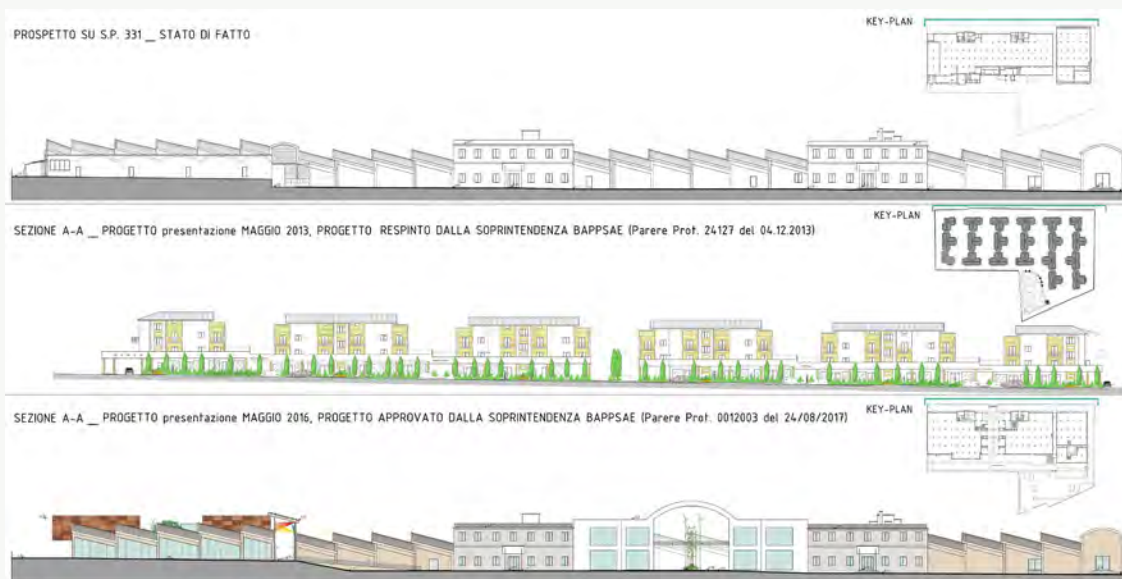 PROSPETTO SU S.P. 331 _ STATO DI FATTO
KEY-PLAN
SEZIONE A-A _ PROGETTO presentazione MAGGIO 2013, PROGETTO RESPINTO DALLA SOPRINTENDENZA BAPPSAE (Parere Prot. 24127 del 04.12.2013)
KEY-PLAN
SEZIONE A-A _ PROGETTO presentazione MAGGIO 2016, PROGETTO APPROVATO DALLA SOPRINTENDENZA BAPPSAE (Parere Prot. 0012003 del 24/08/2017)
KEY-PLAN